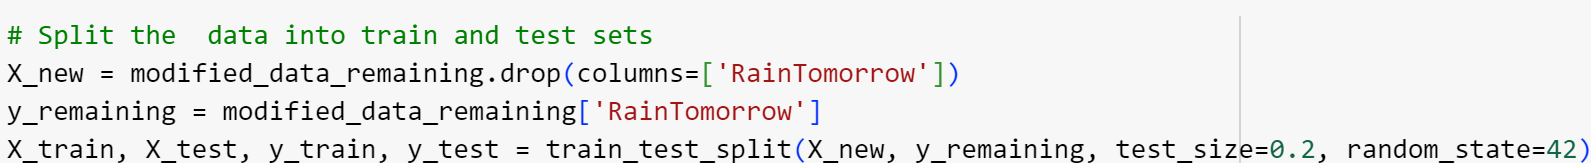 # Split the  data into train and test sets
X_new = modified_data_remaining.drop(columns=['RainTomorrow'])
y_remaining = modified_data_remaining['RainTomorrow']
X_train, X_test, y_train, y_test = train_test_split(X_new, y_remaining, test_size=0.2, random_state=42)